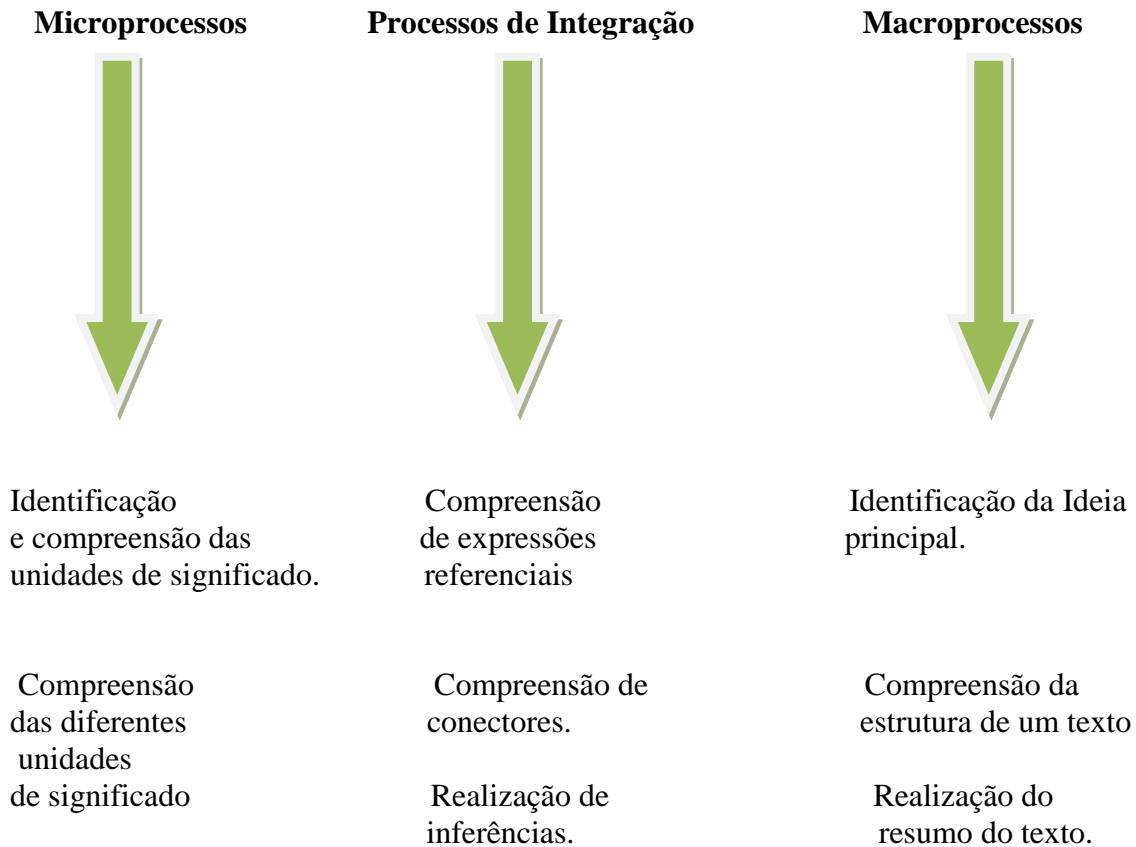 Microprocessos
Processos de Integração
Macroprocessos
Identificação
e compreensão das
unidades de significado.
Compreensão
das diferentes
unidades
de significado
Compreensão
de expressões
referenciais
Compreensão de
conectores.
Realização de
inferências.
Identificação da Ideia
principal.
Compreensão da
estrutura de um texto
Realização do
resumo do texto.